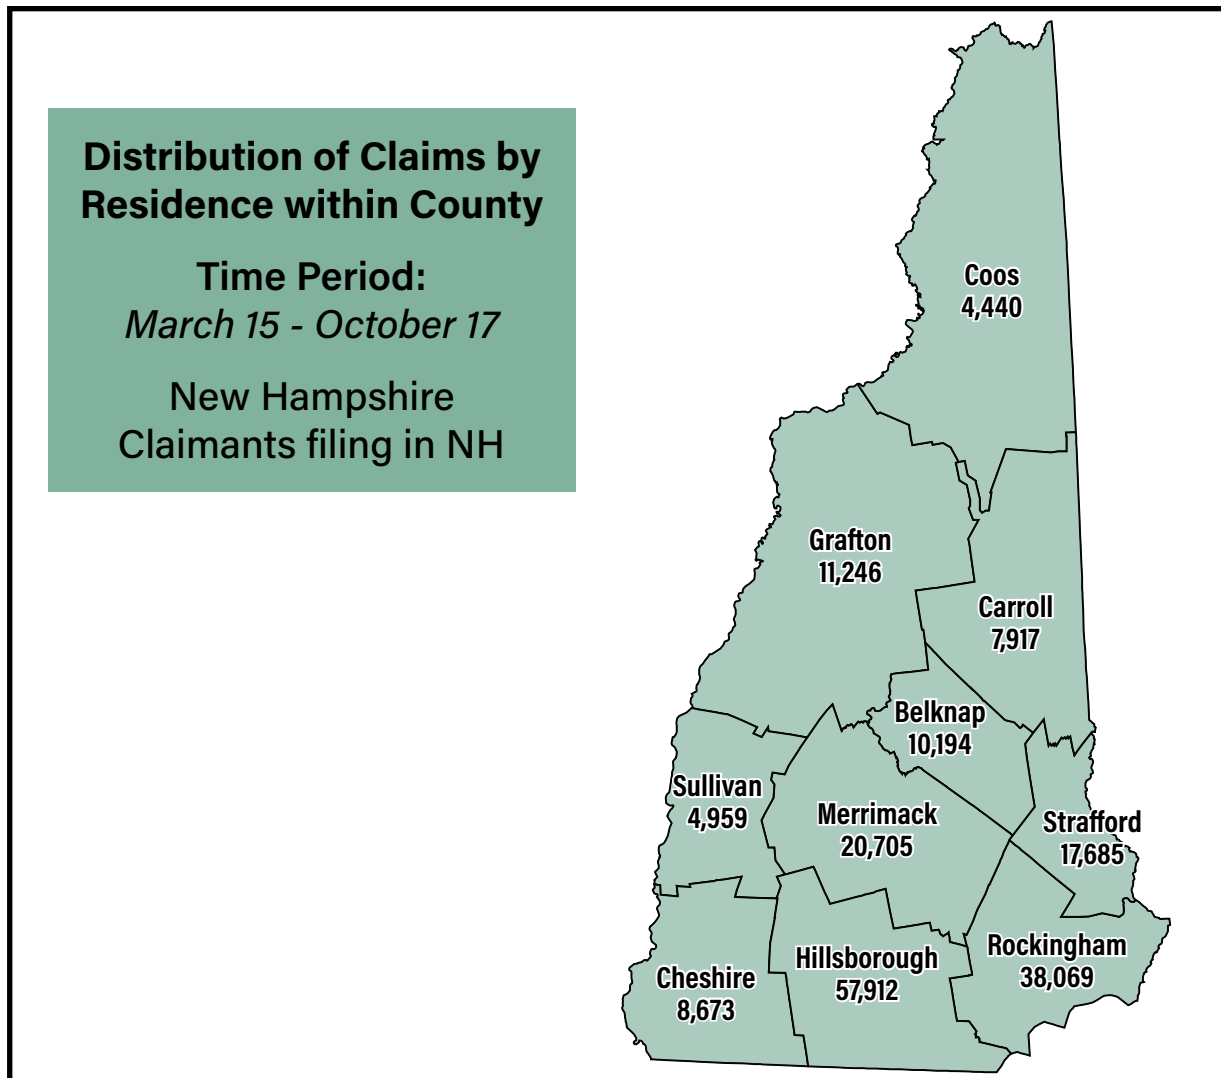 Distribution of Claims by
Residence within County
Time Period:
March 15 - October 17
New Hampshire
Claimants filing in NH
Coos
4,440
Grafton
11,246
Carroll
7,917
Belknap
10,194
Sullivan
4,959
Merrimack
20,705
Strafford
17,685
Cheshire
8,673
Hillsborough
57,912
Rockingham
38,069